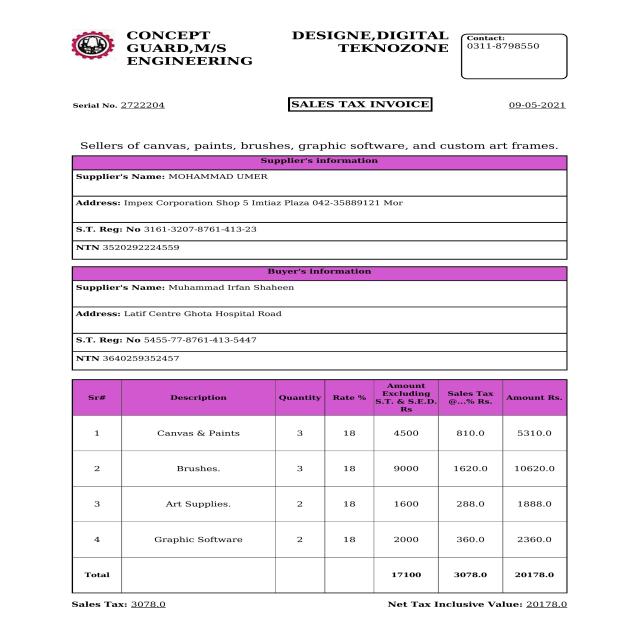 CONCEPT GUARD,M/S ENGINEERING
DESIGNE,DIGITAL TEKNOZONE
Contact:
0311-8798550
Serial No. 2722204
SALES TAX INVOICE
09-05-2021
Sellers of canvas, paints, brushes, graphic software, and custom art frames.
Supplier's information
Supplier's Name: MOHAMMAD UMER
Address: Impex Corporation Shop 5 Imtiaz Plaza 042-35889121 Mor
S.T. Reg: No 3161-3207-8761-413-23
NTN 3520292224559
Buyer's information
Supplier's Name: Muhammad Irfan Shaheen
Address: Latif Centre Ghota Hospital Road
S.T. Reg: No 5455-77-8761-413-5447
NTN 3640259352457
Sr# Description Quantity Rate % Amount Excluding S.T. & S.E.D. Rs Sales Tax @...% Rs. Amount Rs.
1 Canvas & Paints 3 18 4500 810.0 5310.0
2 Brushes. 3 18 9000 1620.0 10620.0
3 Art Supplies. 2 18 1600 288.0 1888.0
4 Graphic Software 2 18 2000 360.0 2360.0
Total 17100 3078.0 20178.0
Sales Tax: 3078.0
Net Tax Inclusive Value: 20178.0